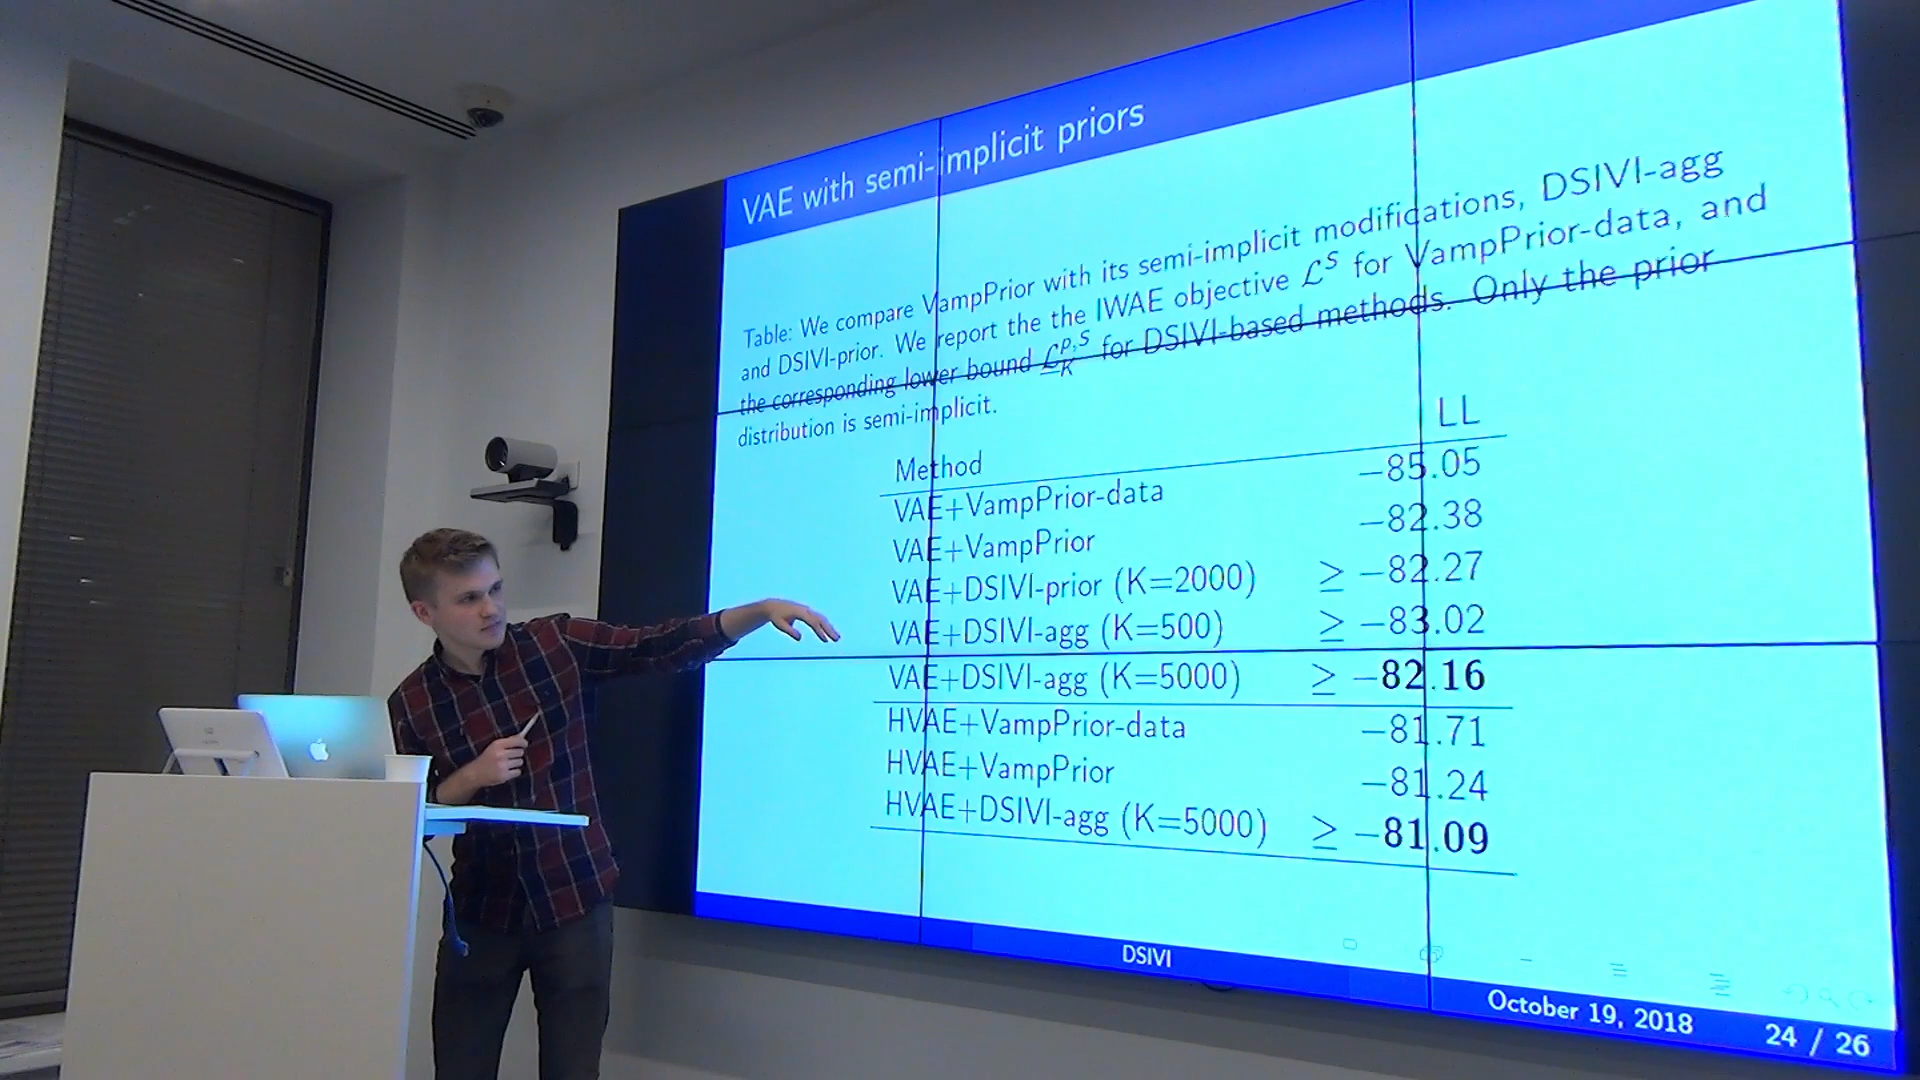 VAE with semi-implicit priors
Table: We compare VampPrior with its semi-implicit modifications, DSIVI-agg
and DSIVI-prior. We report the the IWAE objective ℒ^S for VampPrior-data, and
the corresponding lower bound ℒ_K^{p,S} for DSIVI-based methods. Only the prior
distribution is semi-implicit.
Method LL
VAE+VampPrior-data −85.05
VAE+VampPrior −82.38
VAE+DSIVI-prior (K=2000) ≥ −82.27
VAE+DSIVI-agg (K=500) ≥ −83.02
VAE+DSIVI-agg (K=5000) ≥ −82.16
HVAE+VampPrior-data −81.71
HVAE+VampPrior −81.24
HVAE+DSIVI-agg (K=5000) ≥ −81.09
DSIVI
October 19, 2018 24 / 26